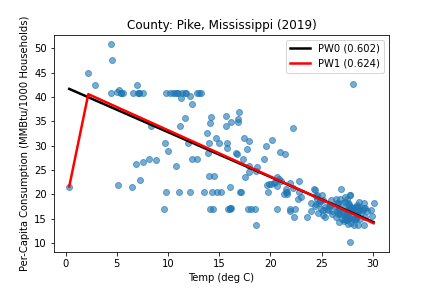 County: Pike, Mississippi (2019)
PW0 (0.602)
PW1 (0.624)
Per-Capita Consumption (MMBtu/1000 Households)
50
45
40
35
30
25
20
15
10
0 5 10 15 20 25 30
Temp (deg C)